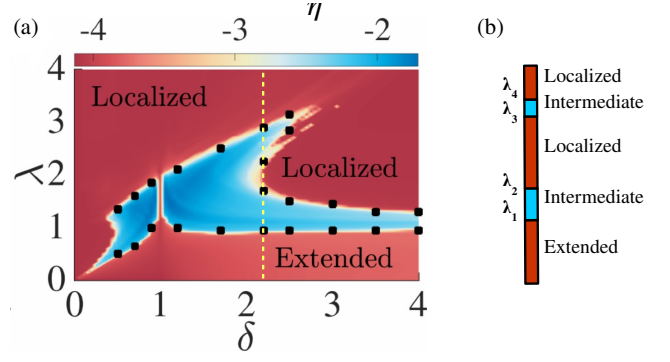 (a)
η
-4
-3
-2
4
3
2
1
0
λ
Localized
Localized
Extended
0
1
2
3
4
δ
(b)
λ4
λ3
λ2
λ1
Localized
Intermediate
Localized
Intermediate
Extended